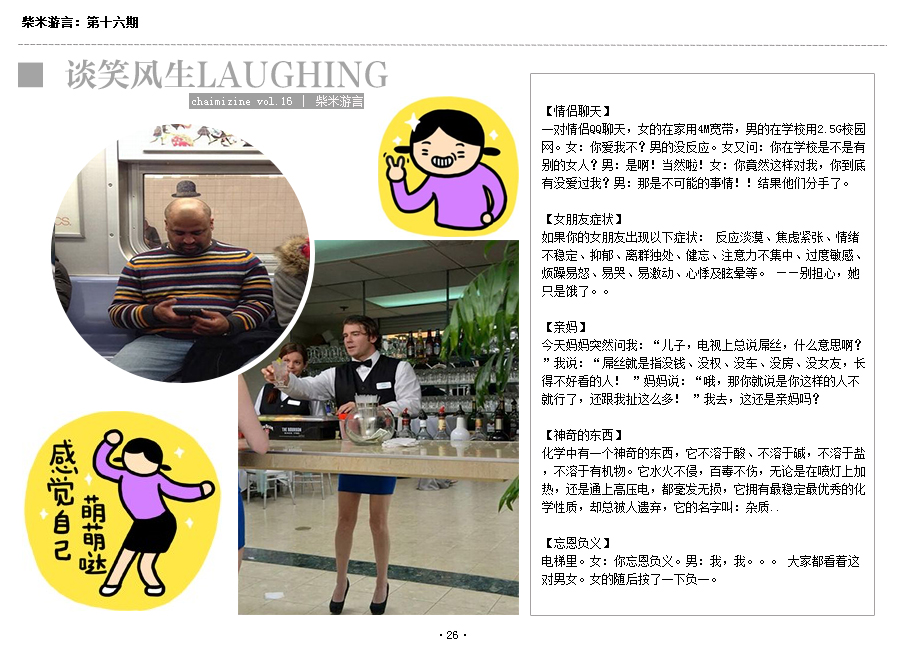 柴米游言：第十六期
谈笑风生LAUGHING
chaimizine vol.16 | 柴米游言
CS.
感觉自己
萌萌哒
【情侣聊天】
一对情侣QQ聊天，女的在家用4M宽带，男的在学校用2.5G校园
网。女：你爱我不？男的没反应。女又问：你在学校是不是有
别的女人？男：是啊！当然啦！女：你竟然这样对我，你到底
有没爱过我？男：那是不可能的事情！！结果他们分手了。
【女朋友症状】
如果你的女朋友出现以下症状： 反应淡漠、焦虑紧张、情绪
不稳定、抑郁、离群独处、健忘、注意力不集中、过度敏感、
烦躁易怒、易哭、易激动、心悸及眩晕等。 ——别担心，她
只是饿了。。
【亲妈】
今天妈妈突然问我：“儿子，电视上总说屌丝，什么意思啊？
”我说：“屌丝就是指没钱、没权、没车、没房、没女友，长
得不好看的人！ ”妈妈说：“哦，那你就说是你这样的人不
就行了，还跟我扯这么多！ ”我去，这还是亲妈吗？
【神奇的东西】
化学中有一个神奇的东西，它不溶于酸、不溶于碱，不溶于盐
，不溶于有机物。它水火不侵，百毒不伤，无论是在喷灯上加
热，还是通上高压电，都毫发无损，它拥有最稳定最优秀的化
学性质，却总被人遗弃，它的名字叫：杂质..
【忘恩负义】
电梯里。女：你忘恩负义。男：我，我。。。 大家都看着这
对男女。女的随后按了一下负一。
·26·